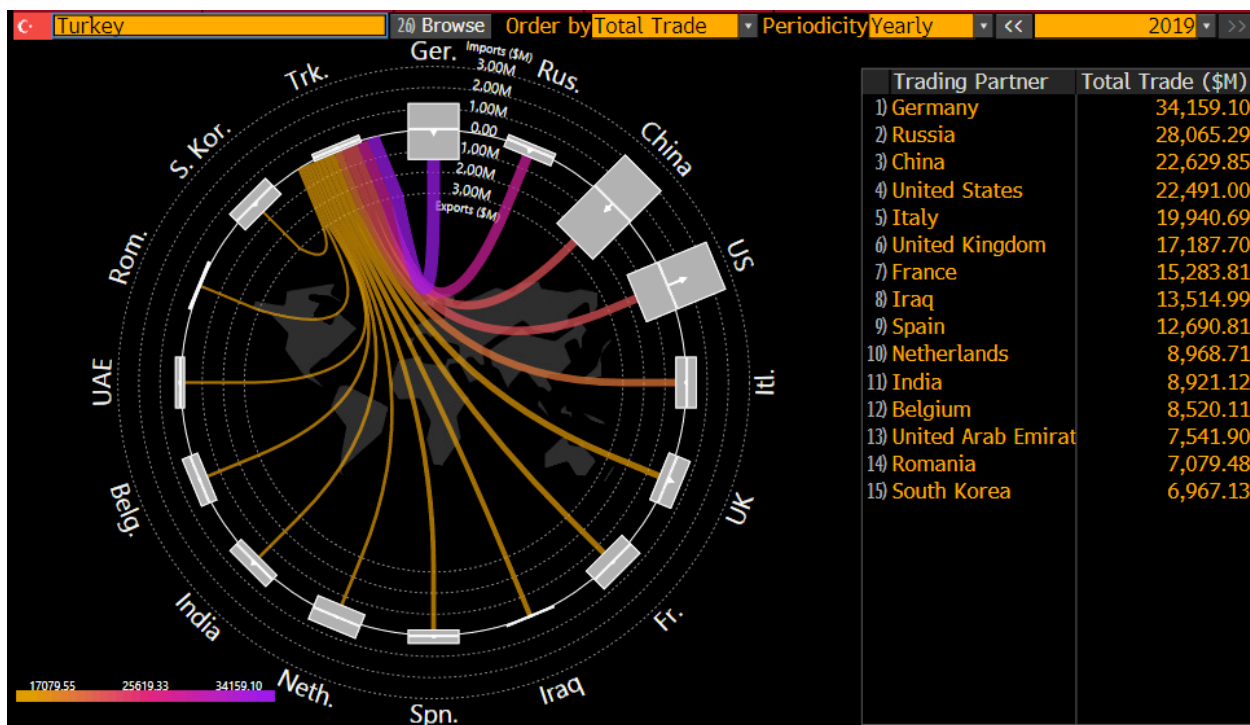 Turkey 26) Browse Order by Total Trade Periodicity Yearly << 2019 >>
Ger.
Imports ($M)
3,00M
2,00M
1,00M
0.00
1,00M
2,00M
3,00M
Exports ($M)
Rus.
China
US
Itl.
UK
Fr.
Iraq
Spn.
Neth.
India
Belg.
UAE
Rom.
S. Kor.
Trk.
17079.55 25619.33 34159.10
Trading Partner Total Trade ($M)
1) Germany 34,159.10
2) Russia 28,065.29
3) China 22,629.85
4) United States 22,491.00
5) Italy 19,940.69
6) United Kingdom 17,187.70
7) France 15,283.81
8) Iraq 13,514.99
9) Spain 12,690.81
10) Netherlands 8,968.71
11) India 8,921.12
12) Belgium 8,520.11
13) United Arab Emirat 7,541.90
14) Romania 7,079.48
15) South Korea 6,967.13